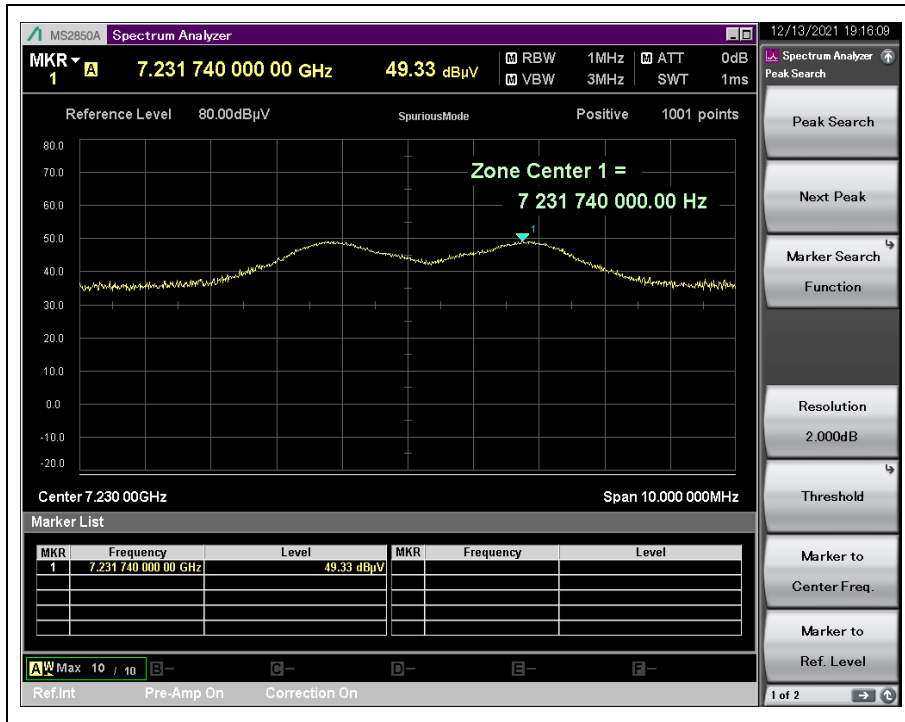 MS2850A Spectrum Analyzer
12/13/2021 19:16:09
MKR 1 A 7.231 740 000 00 GHz 49.33 dBµV
M RBW 1MHz M ATT 0dB
M VBW 3MHz SWT 1ms
Reference Level 80.00dBµV SpuriousMode Positive 1001 points
80.0
70.0
60.0
50.0
40.0
30.0
20.0
10.0
0.0
-10.0
-20.0
Zone Center 1 =
7 231 740 000.00 Hz
1
Center 7.230 00GHz Span 10.000 000MHz
Marker List
MKR Frequency Level MKR Frequency Level
1 7.231 740 000 00 GHz 49.33 dBµV
A W Max 10 / 10 B- C- D- E- F-
Ref.Int Pre-Amp On Correction On
Spectrum Analyzer
Peak Search
Peak Search
Next Peak
Marker Search
Function
Resolution
2.000dB
Threshold
Marker to
Center Freq.
Marker to
Ref. Level
1 of 2